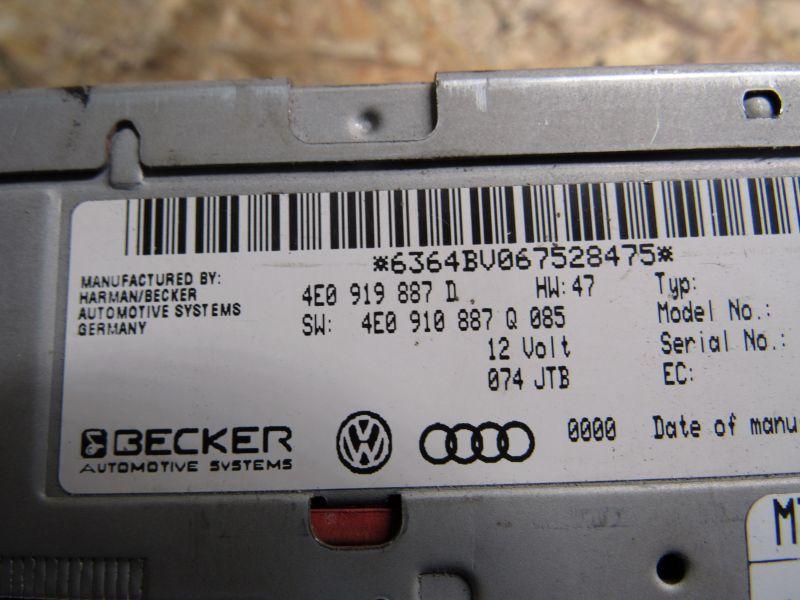 *6364BV067528475*
MANUFACTURED BY:
HARMAN/BECKER
AUTOMOTIVE SYSTEMS
GERMANY
4E0 919 887 D HW:47
SW: 4E0 910 887 Q 085
12 Volt
074 JTB
Typ:
Model No.:
Serial No.:
EC:
BECKER
AUTOMOTIVE SYSTEMS
0000 Date of manu